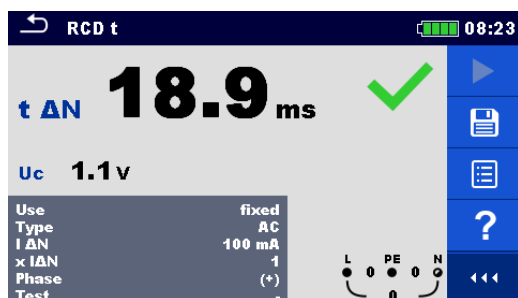 RCD t 08:23
t ΔN 18.9 ms
Uc 1.1 V
Use fixed
Type AC
I ΔN 100 mA
x IΔN 1
Phase (+)
Test -
L PE N
0 0
0
?